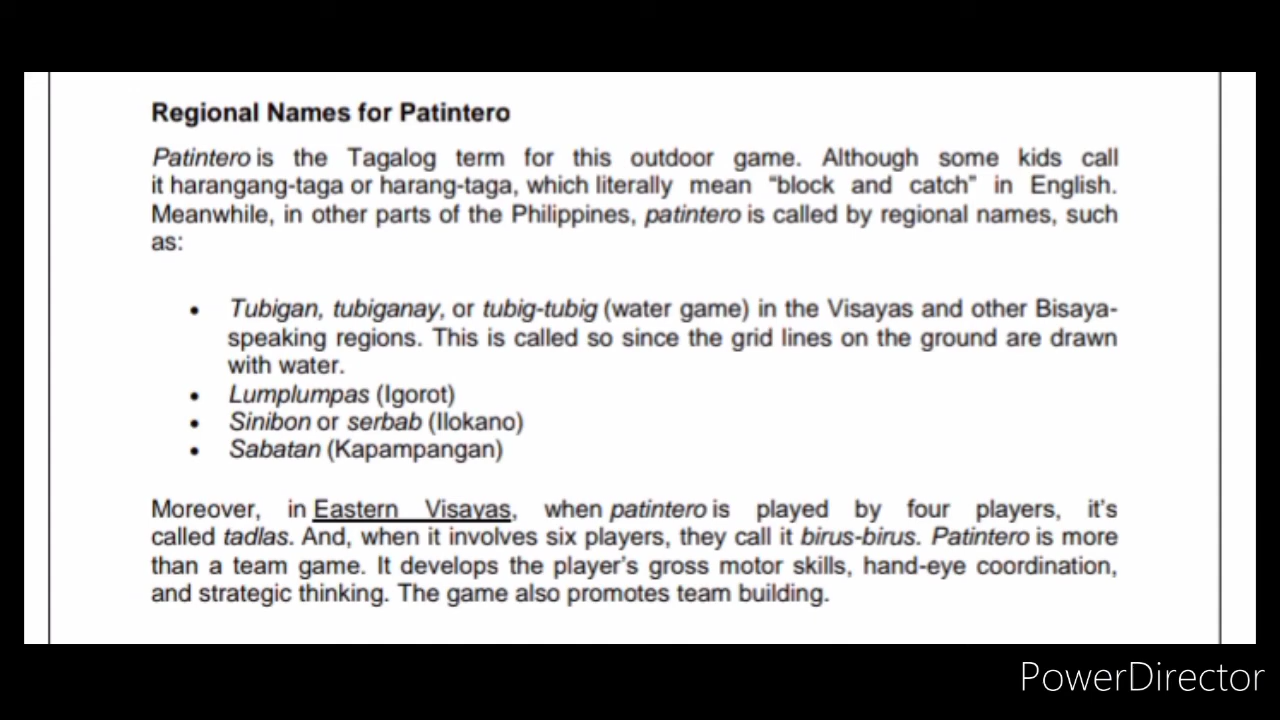 Regional Names for Patintero
Patintero is the Tagalog term for this outdoor game. Although some kids call
it harangang-taga or harang-taga, which literally mean “block and catch” in English.
Meanwhile, in other parts of the Philippines, patintero is called by regional names, such
as:
• Tubigan, tubiganay, or tubig-tubig (water game) in the Visayas and other Bisaya-
speaking regions. This is called so since the grid lines on the ground are drawn
with water.
• Lumplumpas (Igorot)
• Sinibon or serbab (Ilokano)
• Sabatan (Kapampangan)
Moreover, in Eastern Visayas, when patintero is played by four players, it’s
called tadlas. And, when it involves six players, they call it birus-birus. Patintero is more
than a team game. It develops the player’s gross motor skills, hand-eye coordination,
and strategic thinking. The game also promotes team building.
PowerDirector